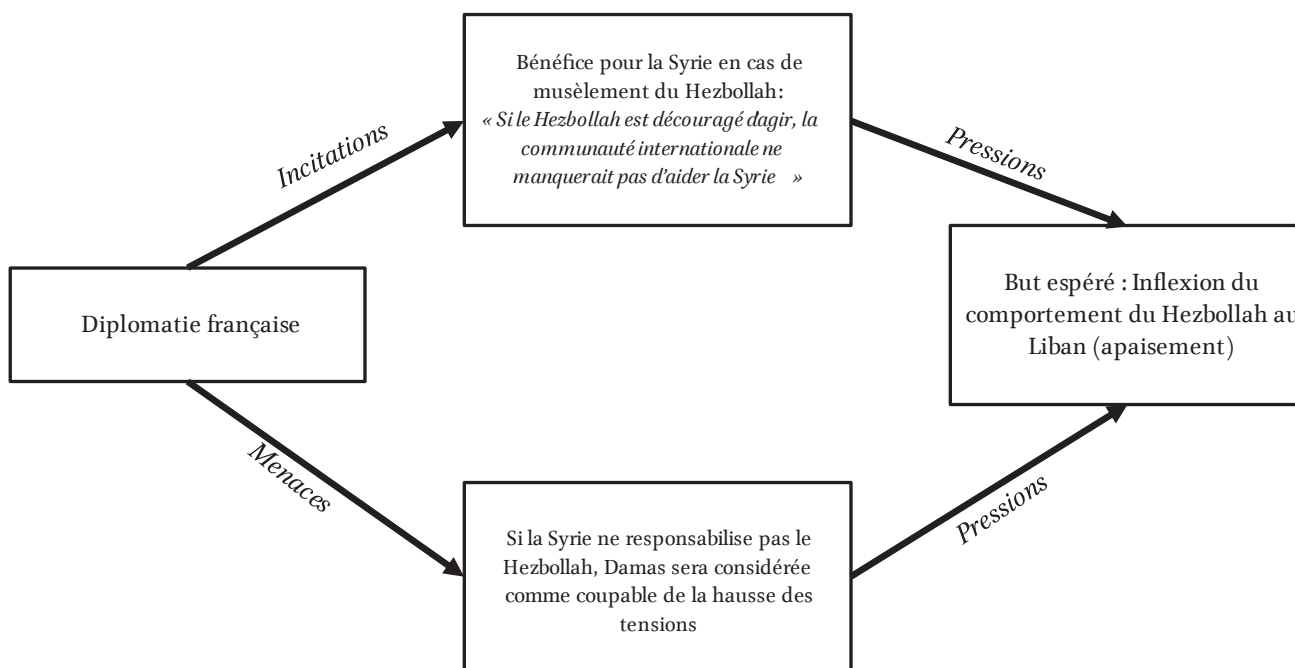 Bénéfice pour la Syrie en cas de
musèlement du Hezbollah:
« Si le Hezbollah est découragé d'agir, la
communauté internationale ne
manquerait pas d'aider la Syrie »
Incitations
Pressions
Diplomatie française
But espéré : Inflexion du
comportement du Hezbollah au
Liban (apaisement)
Menaces
Pressions
Si la Syrie ne responsabilise pas le
Hezbollah, Damas sera considérée
comme coupable de la hausse des
tensions